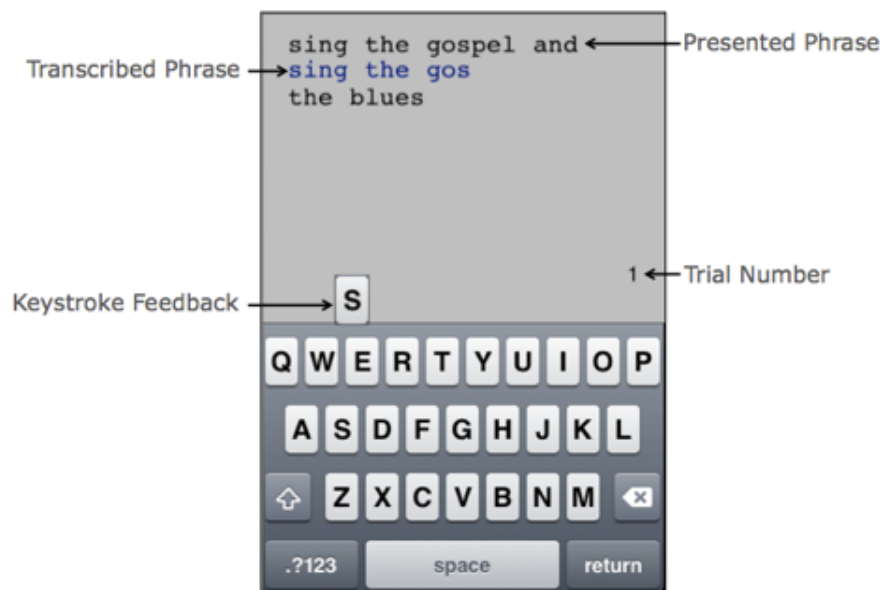 sing the gospel and
Presented Phrase
Transcribed Phrase
sing the gos
the blues
1
Trial Number
Keystroke Feedback
S
Q W E R T Y U I O P
A S D F G H J K L
Z X C V B N M
.?123 space return